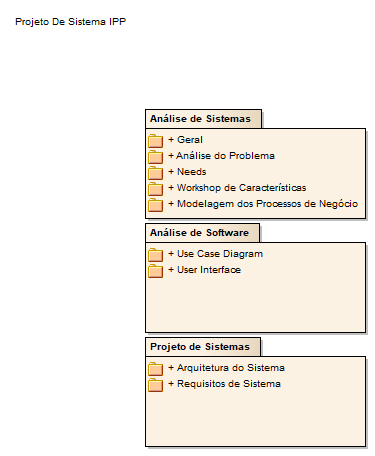 Projeto De Sistema IPP
Análise de Sistemas
+ Geral
+ Análise do Problema
+ Needs
+ Workshop de Características
+ Modelagem dos Processos de Negócio
Análise de Software
+ Use Case Diagram
+ User Interface
Projeto de Sistemas
+ Arquitetura do Sistema
+ Requisitos de Sistema